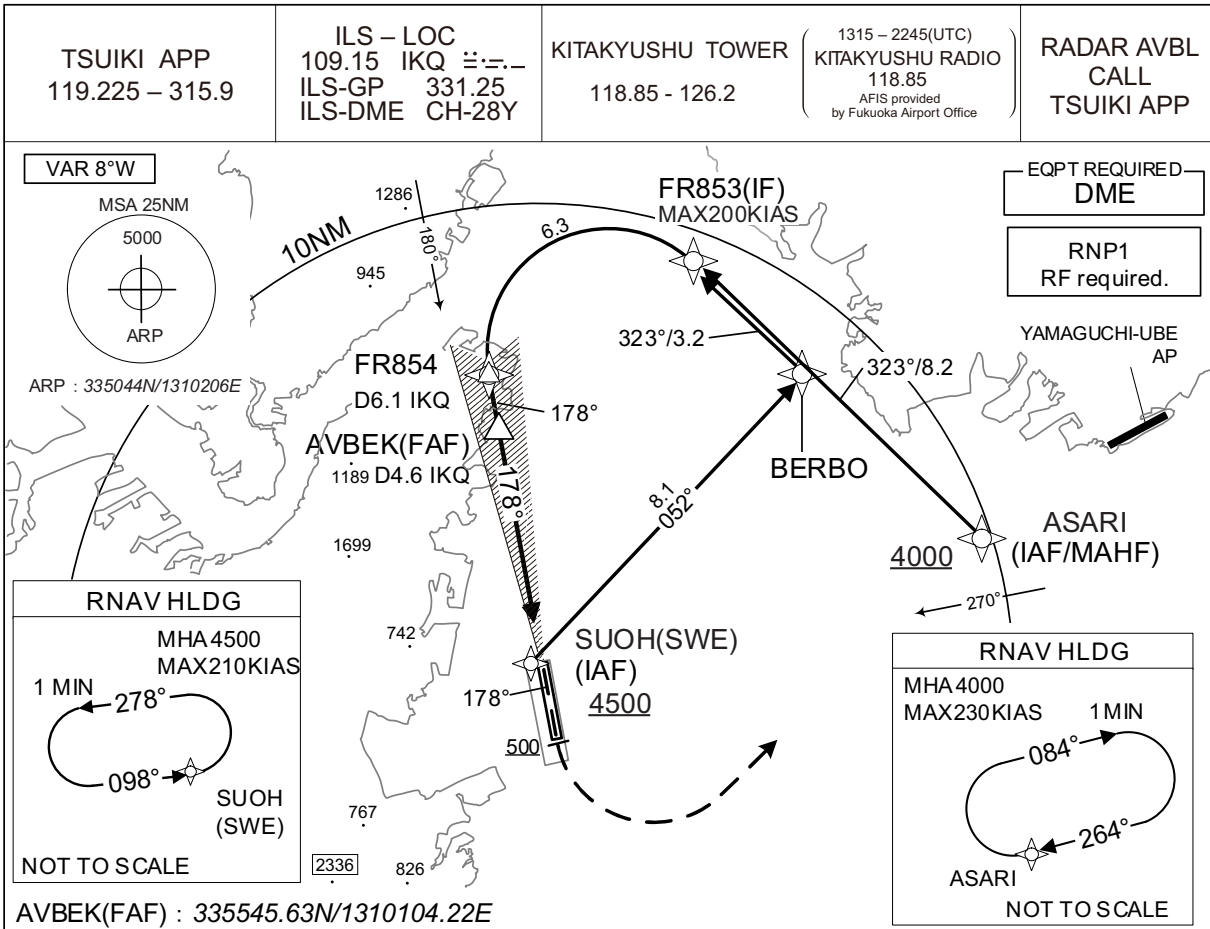 TSUIKI APP
119.225 – 315.9
ILS – LOC
109.15 IKQ
ILS-GP 331.25
ILS-DME CH-28Y
KITAKYUSHU TOWER
118.85 - 126.2
1315 – 2245(UTC)
KITAKYUSHU RADIO
118.85
AFIS provided
by Fukuoka Airport Office
RADAR AVBL
CALL
TSUIKI APP
VAR 8°W
MSA 25NM
5000
ARP
ARP : 335044N/1310206E
10NM
1286
180°
945
6.3
FR853(IF)
MAX200KIAS
EQPT REQUIRED
DME
RNP1
RF required.
YAMAGUCHI-UBE
AP
323°/3.2
323°/8.2
FR854
D6.1 IKQ
178°
AVBEK(FAF)
1189
D4.6 IKQ
178°
BERBO
8.1
052°
1699
4000
ASARI
(IAF/MAHF)
270°
742
SUOH(SWE)
(IAF)
4500
178°
500
767
2336
826
RNAV HLDG
MHA 4500
MAX210KIAS
1 MIN
278°
098°
SUOH
(SWE)
NOT TO SCALE
RNAV HLDG
MHA 4000
MAX230KIAS
1MIN
084°
264°
ASARI
NOT TO SCALE
AVBEK(FAF) : 335545.63N/1310104.22E